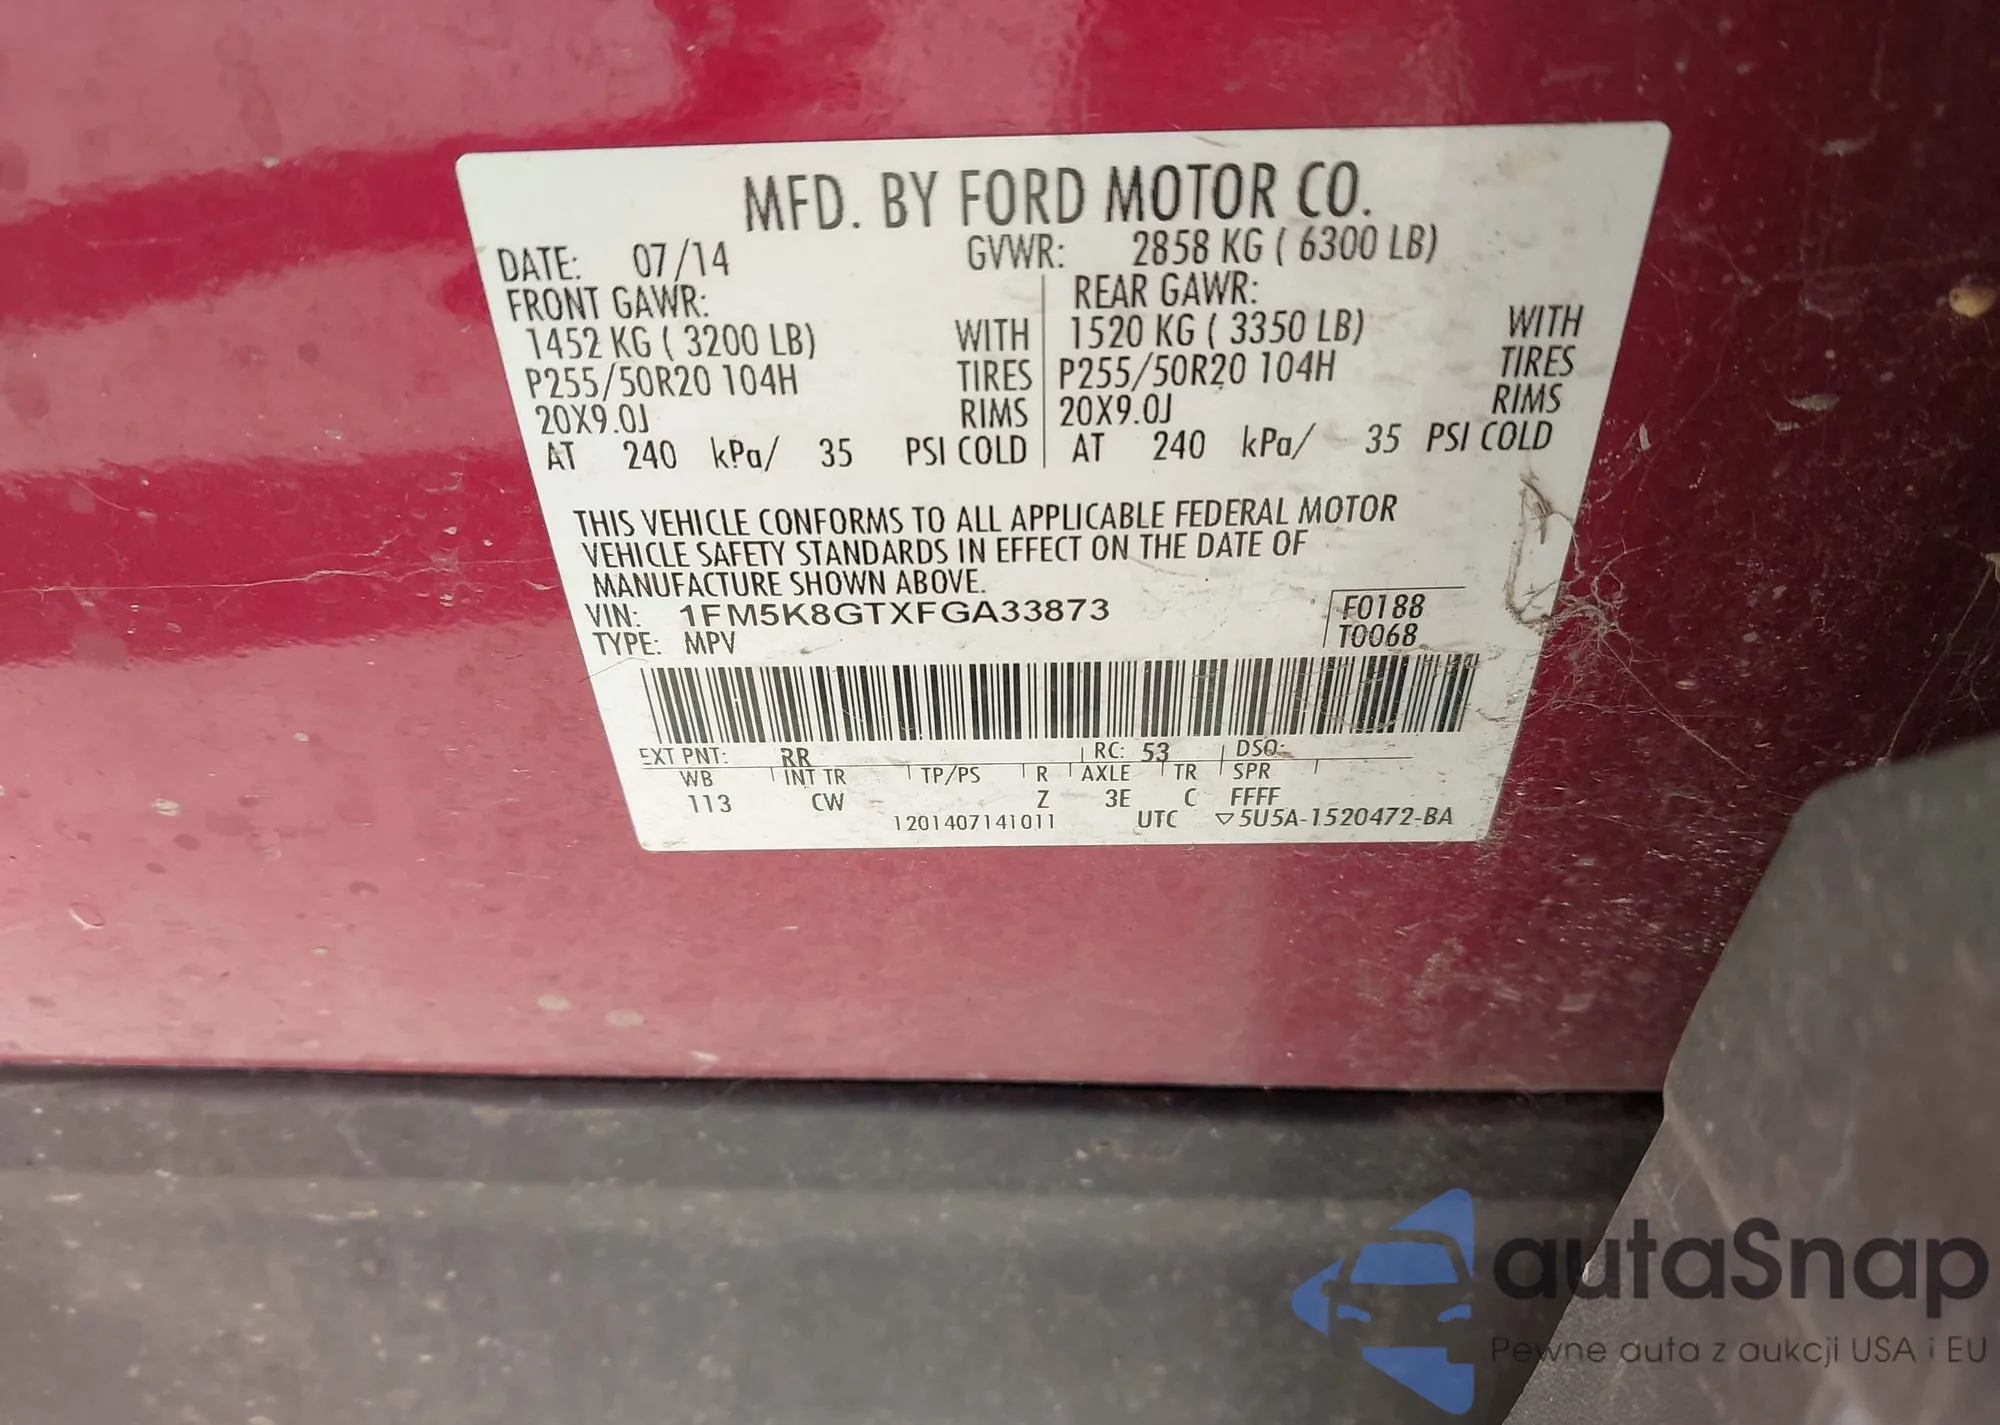 MFD. BY FORD MOTOR CO.
DATE: 07/14 GVWR: 2858 KG ( 6300 LB)
FRONT GAWR: REAR GAWR:
1452 KG ( 3200 LB) WITH 1520 KG ( 3350 LB) WITH
P255/50R20 104H TIRES P255/50R20 104H TIRES
20X9.0J RIMS 20X9.0J RIMS
AT 240 kPa/ 35 PSI COLD AT 240 kPa/ 35 PSI COLD
THIS VEHICLE CONFORMS TO ALL APPLICABLE FEDERAL MOTOR
VEHICLE SAFETY STANDARDS IN EFFECT ON THE DATE OF
MANUFACTURE SHOWN ABOVE.
VIN: 1FM5K8GTXFGA33873 F0188
TYPE: MPV T0068
EXT PNT: RR RC: 53 DSO:
WB INT TR TP/PS R AXLE TR SPR
113 CW Z 3E C FFFF
1201407141011 UTC ▽5U5A-1520472-BA
autaSnap
Pewne auta z aukcji USA i EU